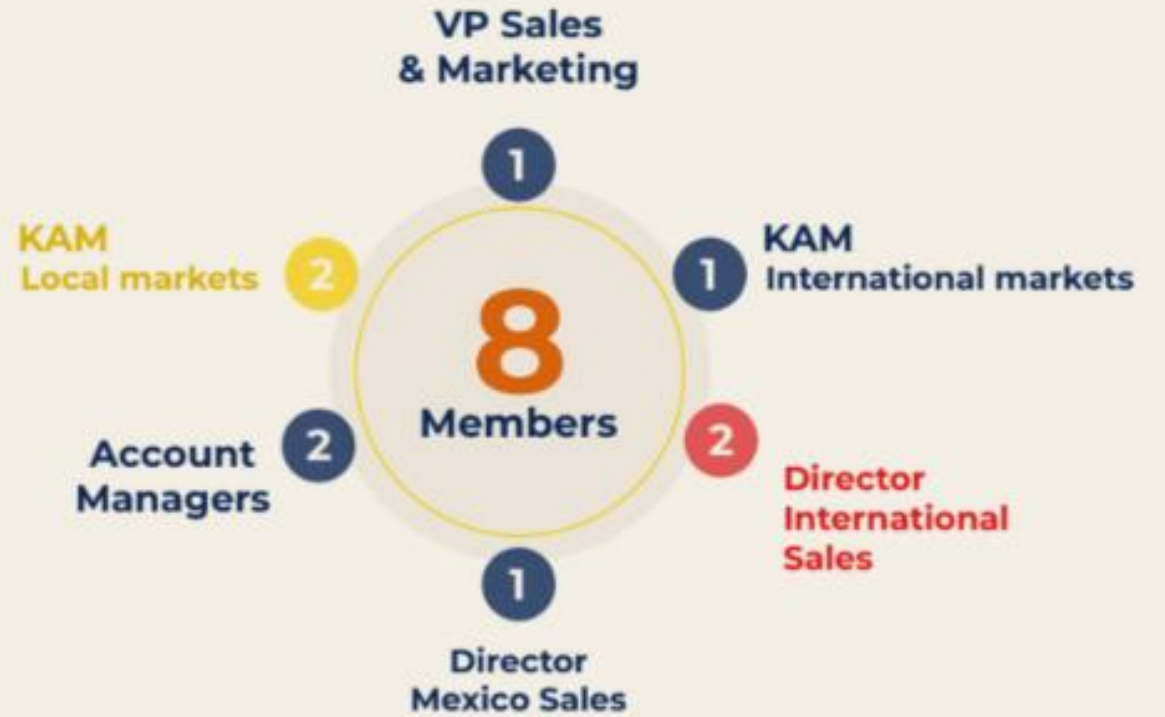 VP Sales
& Marketing
1
KAM
Local markets
2
1
KAM
International markets
8
Members
Account
Managers
2
2
Director
International
Sales
1
Director
Mexico Sales